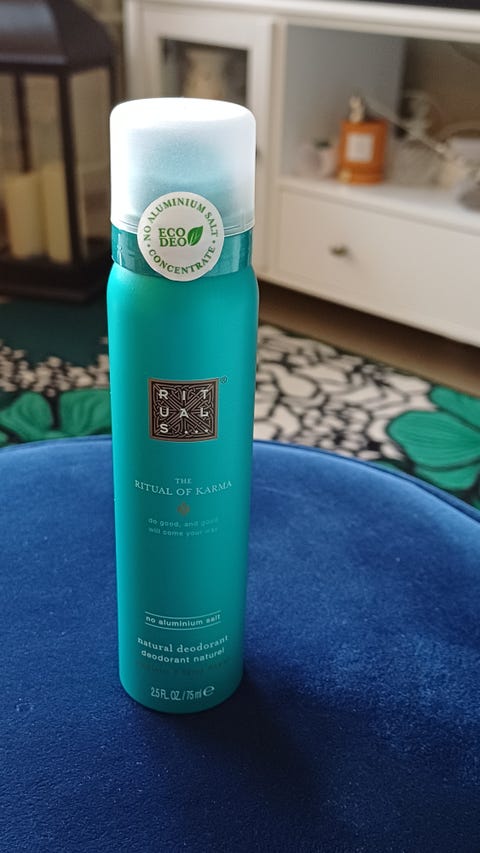 NO ALUMINIUM SALT
ECO
DEO
CONCENTRATE
RIT
UAL
S...
THE
RITUAL OF KARMA
do good, and good
will come your way
no aluminium salt
natural deodorant
deodorant naturel
2.5 FL. OZ. / 75 ml ℮